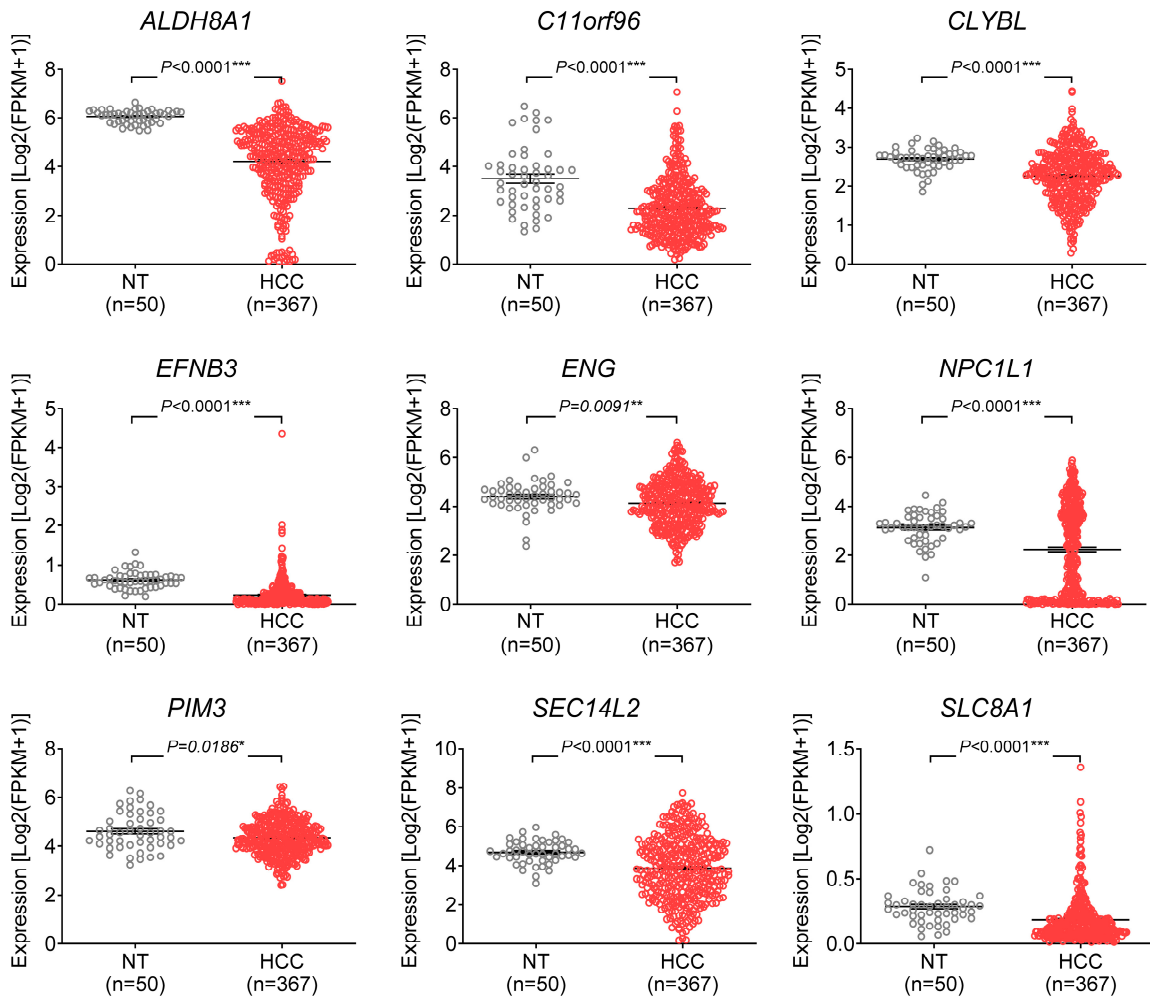 ALDH8A1
Expression [Log2(FPKM+1)]
P<0.0001***
8
6
4
2
0
NT
(n=50)
HCC
(n=367)
C11orf96
Expression [Log2(FPKM+1)]
P<0.0001***
8
6
4
2
0
NT
(n=50)
HCC
(n=367)
CLYBL
Expression [Log2(FPKM+1)]
P<0.0001***
5
4
3
2
1
0
NT
(n=50)
HCC
(n=367)
EFNB3
Expression [Log2(FPKM+1)]
P<0.0001***
5
4
3
2
1
0
NT
(n=50)
HCC
(n=367)
ENG
Expression [Log2(FPKM+1)]
P=0.0091**
8
6
4
2
0
NT
(n=50)
HCC
(n=367)
NPC1L1
Expression [Log2(FPKM+1)]
P<0.0001***
8
6
4
2
0
NT
(n=50)
HCC
(n=367)
PIM3
Expression [Log2(FPKM+1)]
P=0.0186*
8
6
4
2
0
NT
(n=50)
HCC
(n=367)
SEC14L2
Expression [Log2(FPKM+1)]
P<0.0001***
10
8
6
4
2
0
NT
(n=50)
HCC
(n=367)
SLC8A1
Expression [Log2(FPKM+1)]
P<0.0001***
1.5
1.0
0.5
0.0
NT
(n=50)
HCC
(n=367)